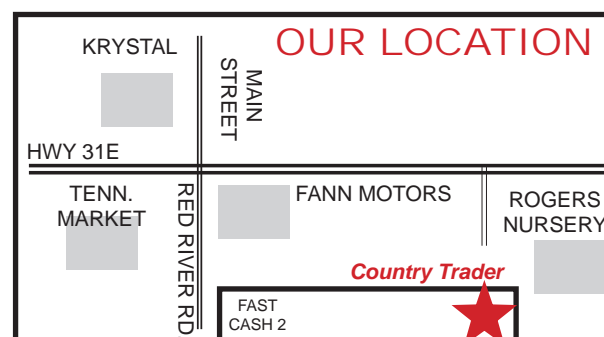 OUR LOCATION
KRYSTAL
MAIN
STREET
HWY 31E
TENN.
MARKET
RED RIVER RD.
FANN MOTORS
ROGERS
NURSERY
Country Trader
FAST
CASH 2